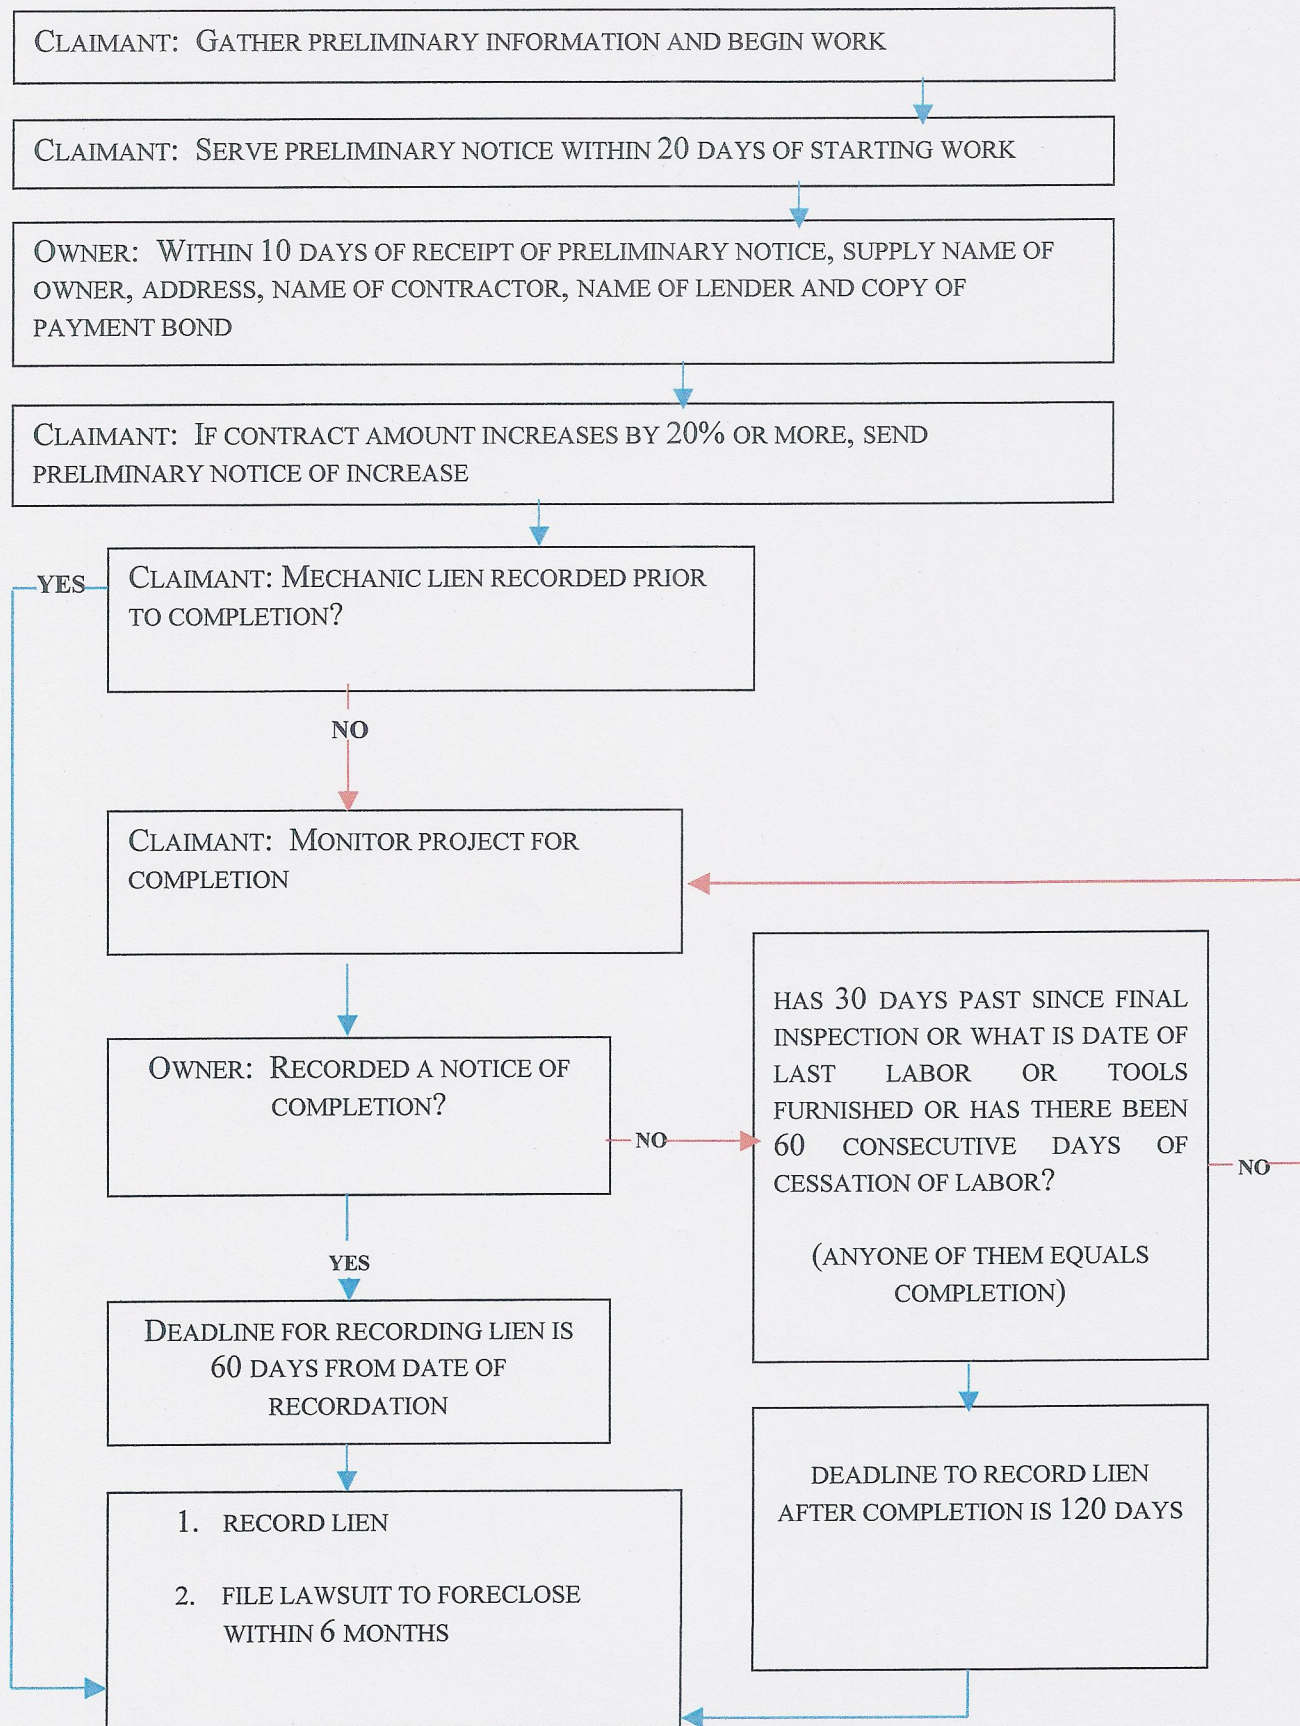 CLAIMANT: GATHER PRELIMINARY INFORMATION AND BEGIN WORK
CLAIMANT: SERVE PRELIMINARY NOTICE WITHIN 20 DAYS OF STARTING WORK
OWNER: WITHIN 10 DAYS OF RECEIPT OF PRELIMINARY NOTICE, SUPPLY NAME OF
OWNER, ADDRESS, NAME OF CONTRACTOR, NAME OF LENDER AND COPY OF
PAYMENT BOND
CLAIMANT: IF CONTRACT AMOUNT INCREASES BY 20% OR MORE, SEND
PRELIMINARY NOTICE OF INCREASE
YES
CLAIMANT: MECHANIC LIEN RECORDED PRIOR
TO COMPLETION?
NO
CLAIMANT: MONITOR PROJECT FOR
COMPLETION
OWNER: RECORDED A NOTICE OF
COMPLETION?
NO
HAS 30 DAYS PAST SINCE FINAL
INSPECTION OR WHAT IS DATE OF
LAST LABOR OR TOOLS
FURNISHED OR HAS THERE BEEN
60 CONSECUTIVE DAYS OF
CESSATION OF LABOR?
(ANYONE OF THEM EQUALS
COMPLETION)
NO
YES
DEADLINE FOR RECORDING LIEN IS
60 DAYS FROM DATE OF
RECORDATION
DEADLINE TO RECORD LIEN
AFTER COMPLETION IS 120 DAYS
1. RECORD LIEN
2. FILE LAWSUIT TO FORECLOSE
WITHIN 6 MONTHS